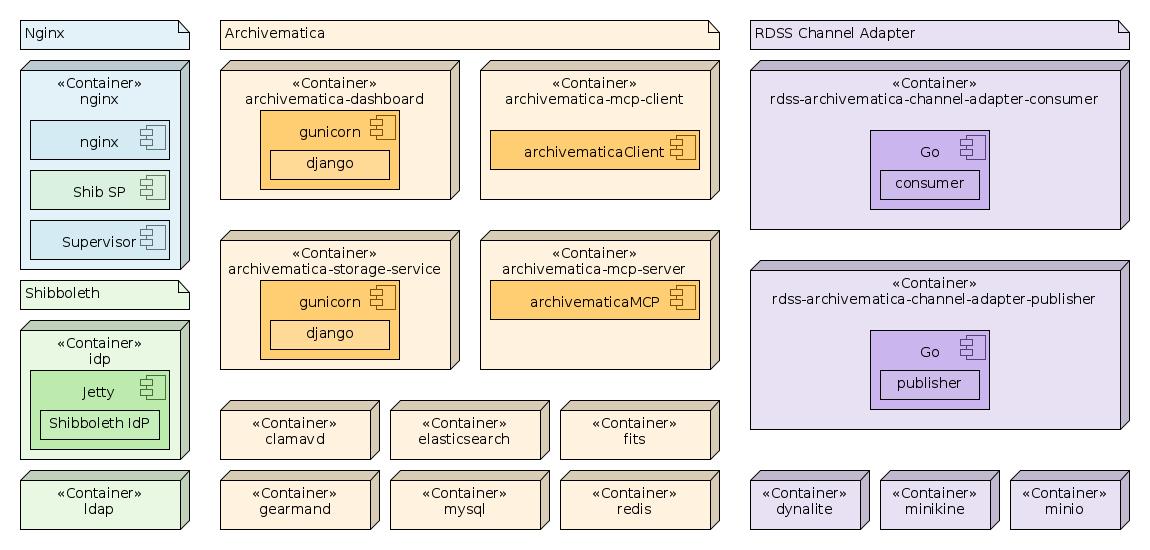 Nginx
«Container»
nginx
nginx
Shib SP
Supervisor
Shibboleth
«Container»
idp
Jetty
Shibboleth IdP
«Container»
ldap
Archivematica
«Container»
archivematica-dashboard
gunicorn
django
«Container»
archivematica-mcp-client
archivematicaClient
«Container»
archivematica-storage-service
gunicorn
django
«Container»
archivematica-mcp-server
archivematicaMCP
«Container»
clamavd
«Container»
elasticsearch
«Container»
fits
«Container»
gearmand
«Container»
mysql
«Container»
redis
RDSS Channel Adapter
«Container»
rdss-archivematica-channel-adapter-consumer
Go
consumer
«Container»
rdss-archivematica-channel-adapter-publisher
Go
publisher
«Container»
dynalite
«Container»
minikine
«Container»
minio